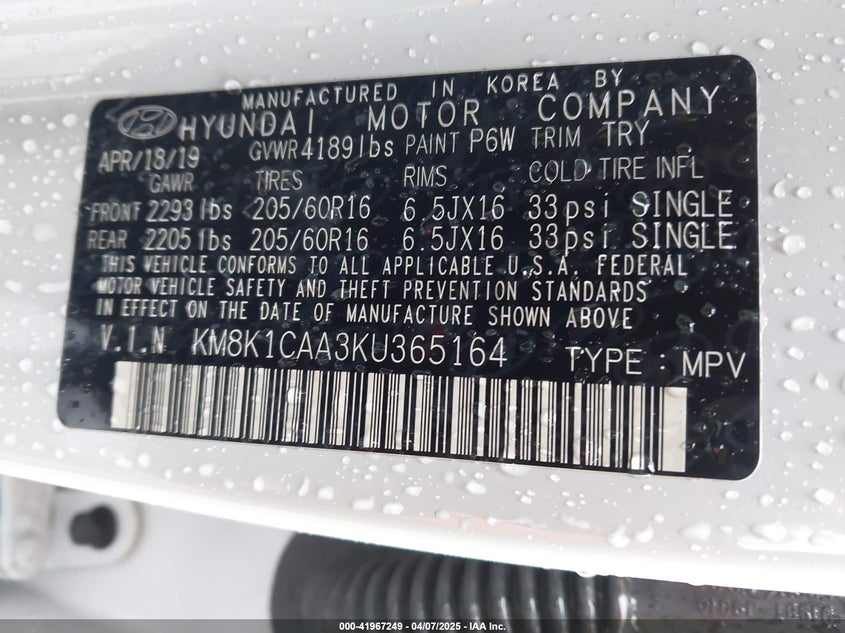 MANUFACTURED IN KOREA BY
HYUNDAI MOTOR COMPANY
APR/18/19 GVWR 4189lbs PAINT P6W TRIM TRY
GAWR TIRES RIMS COLD TIRE INFL
FRONT 2293lbs 205/60R16 6.5JX16 33psi SINGLE
REAR 2205lbs 205/60R16 6.5JX16 33psi SINGLE
THIS VEHICLE CONFORMS TO ALL APPLICABLE U.S.A. FEDERAL
MOTOR VEHICLE SAFETY AND THEFT PREVENTION STANDARDS
IN EFFECT ON THE DATE OF MANUFACTURE SHOWN ABOVE
V.I.N KM8K1CAA3KU365164 TYPE : MPV
000-41967249 - 04/07/2025 - IAA Inc.